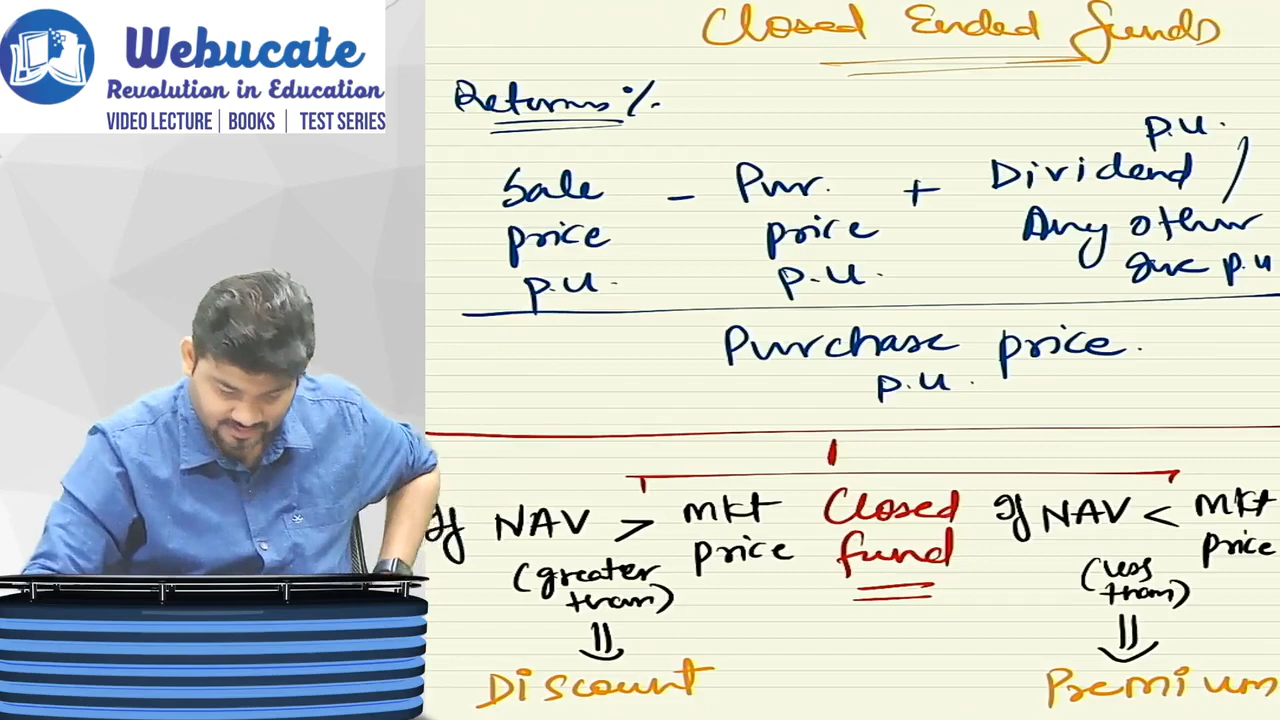 Webucate
Revolution in Education
VIDEO LECTURE | BOOKS | TEST SERIES
Closed Ended funds
Returns %.
Sale price p.u. - Pur. price p.u. + Dividend p.u. / Any other p.u
Purchase price.
p.u.
Closed fund
If NAV > mkt price
(greater than)
Discount
If NAV < mkt price
(less than)
Premium